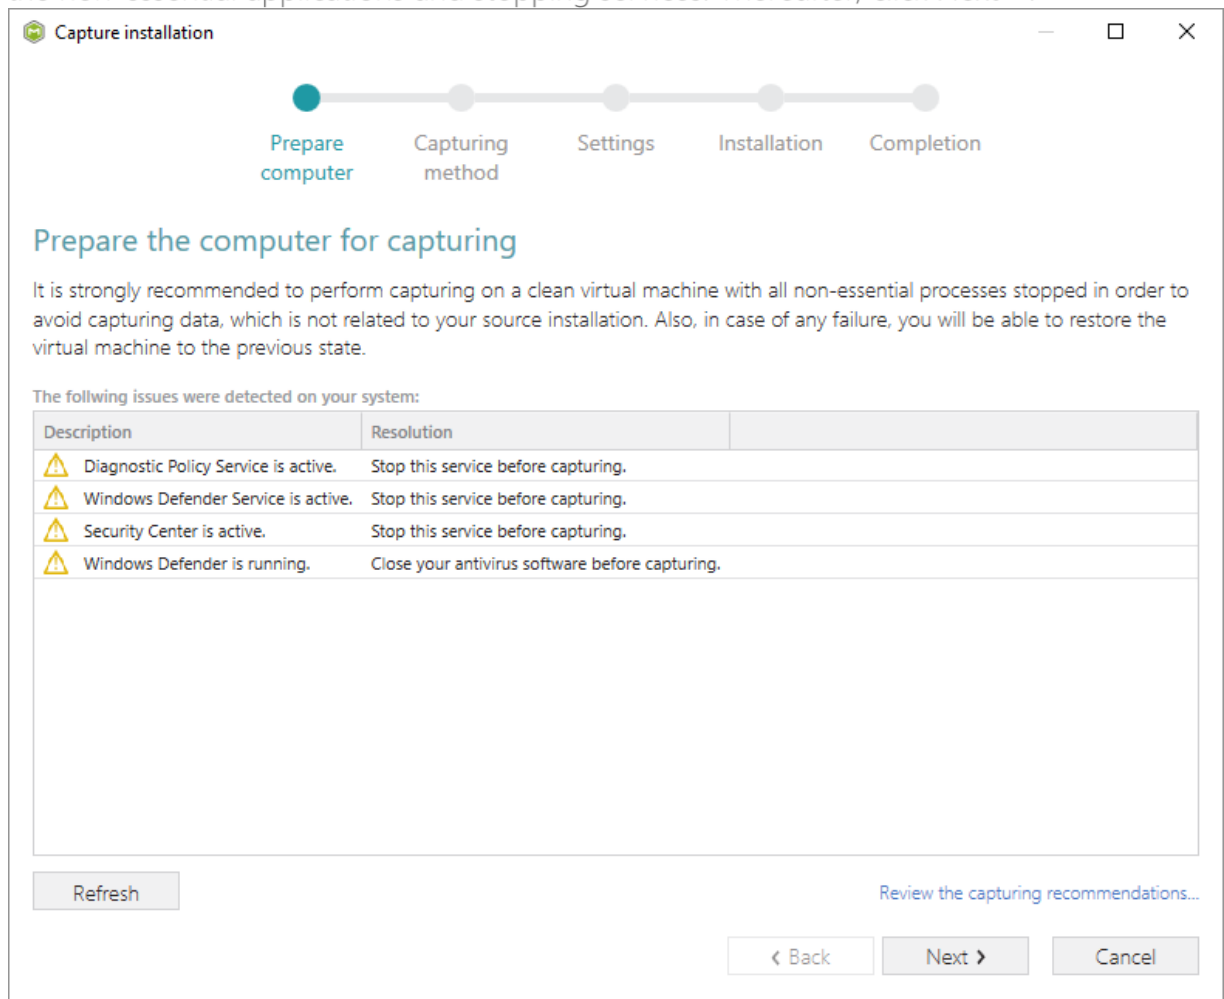 Capture installation
Prepare computer
Capturing method
Settings
Installation
Completion
Prepare the computer for capturing
It is strongly recommended to perform capturing on a clean virtual machine with all non-essential processes stopped in order to
avoid capturing data, which is not related to your source installation. Also, in case of any failure, you will be able to restore the
virtual machine to the previous state.
The follwing issues were detected on your system:
Description Resolution
Diagnostic Policy Service is active. Stop this service before capturing.
Windows Defender Service is active. Stop this service before capturing.
Security Center is active. Stop this service before capturing.
Windows Defender is running. Close your antivirus software before capturing.
Refresh
Review the capturing recommendations...
Back Next Cancel